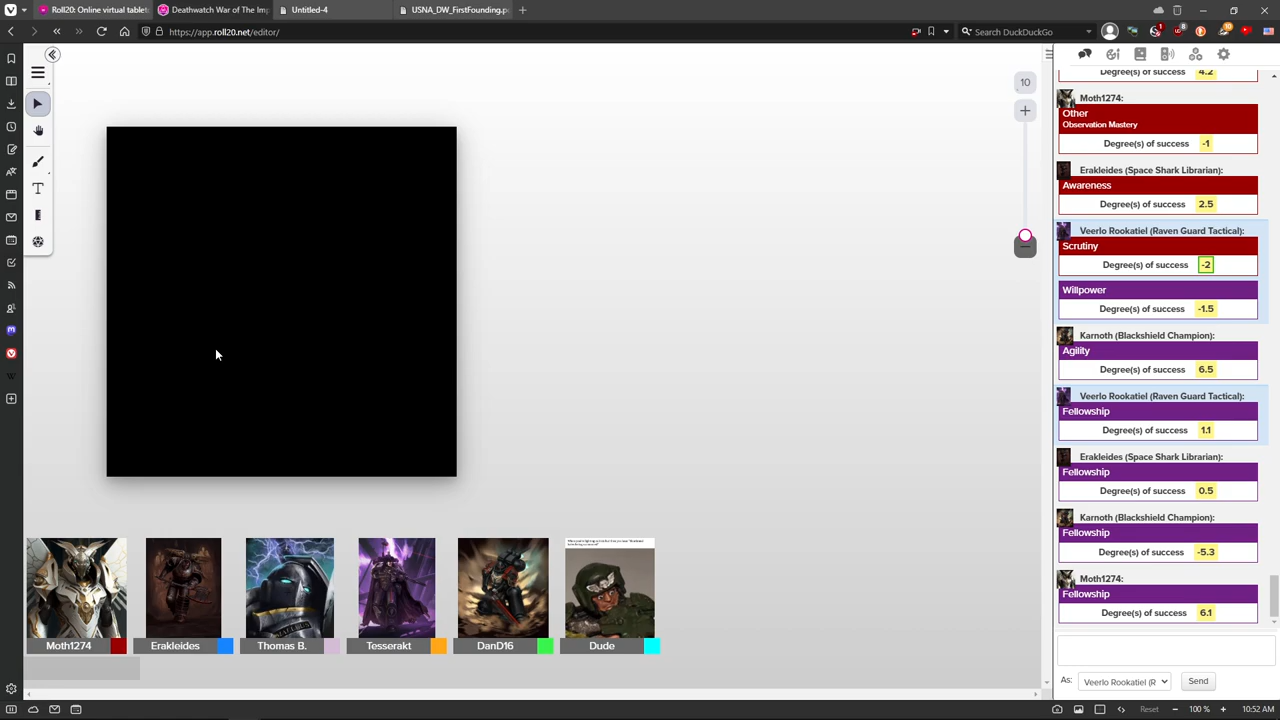 Roll20: Online virtual tablet
Deathwatch War of The Im
Untitled-4
USNA_DW_FirstFounding.p
https://app.roll20.net/editor/
Search DuckDuckGo
10
4.2
Degree(s) of success
Moth1274:
Other
Observation Mastery
Degree(s) of success -1
Erakleides (Space Shark Librarian):
Awareness
Degree(s) of success 2.5
Veerlo Rookatiel (Raven Guard Tactical):
Scrutiny
Degree(s) of success -2
Willpower
Degree(s) of success -1.5
Karnoth (Blackshield Champion):
Agility
Degree(s) of success 6.5
Veerlo Rookatiel (Raven Guard Tactical):
Fellowship
Degree(s) of success 1.1
Erakleides (Space Shark Librarian):
Fellowship
Degree(s) of success 0.5
Karnoth (Blackshield Champion):
Fellowship
Degree(s) of success -5.3
Moth1274:
Fellowship
Degree(s) of success 6.1
Moth1274
Erakleides
Thomas B.
Tesserakt
DanD16
Dude
As: Veerlo Rookatiel (R
Send
Reset
100 %
10:52 AM